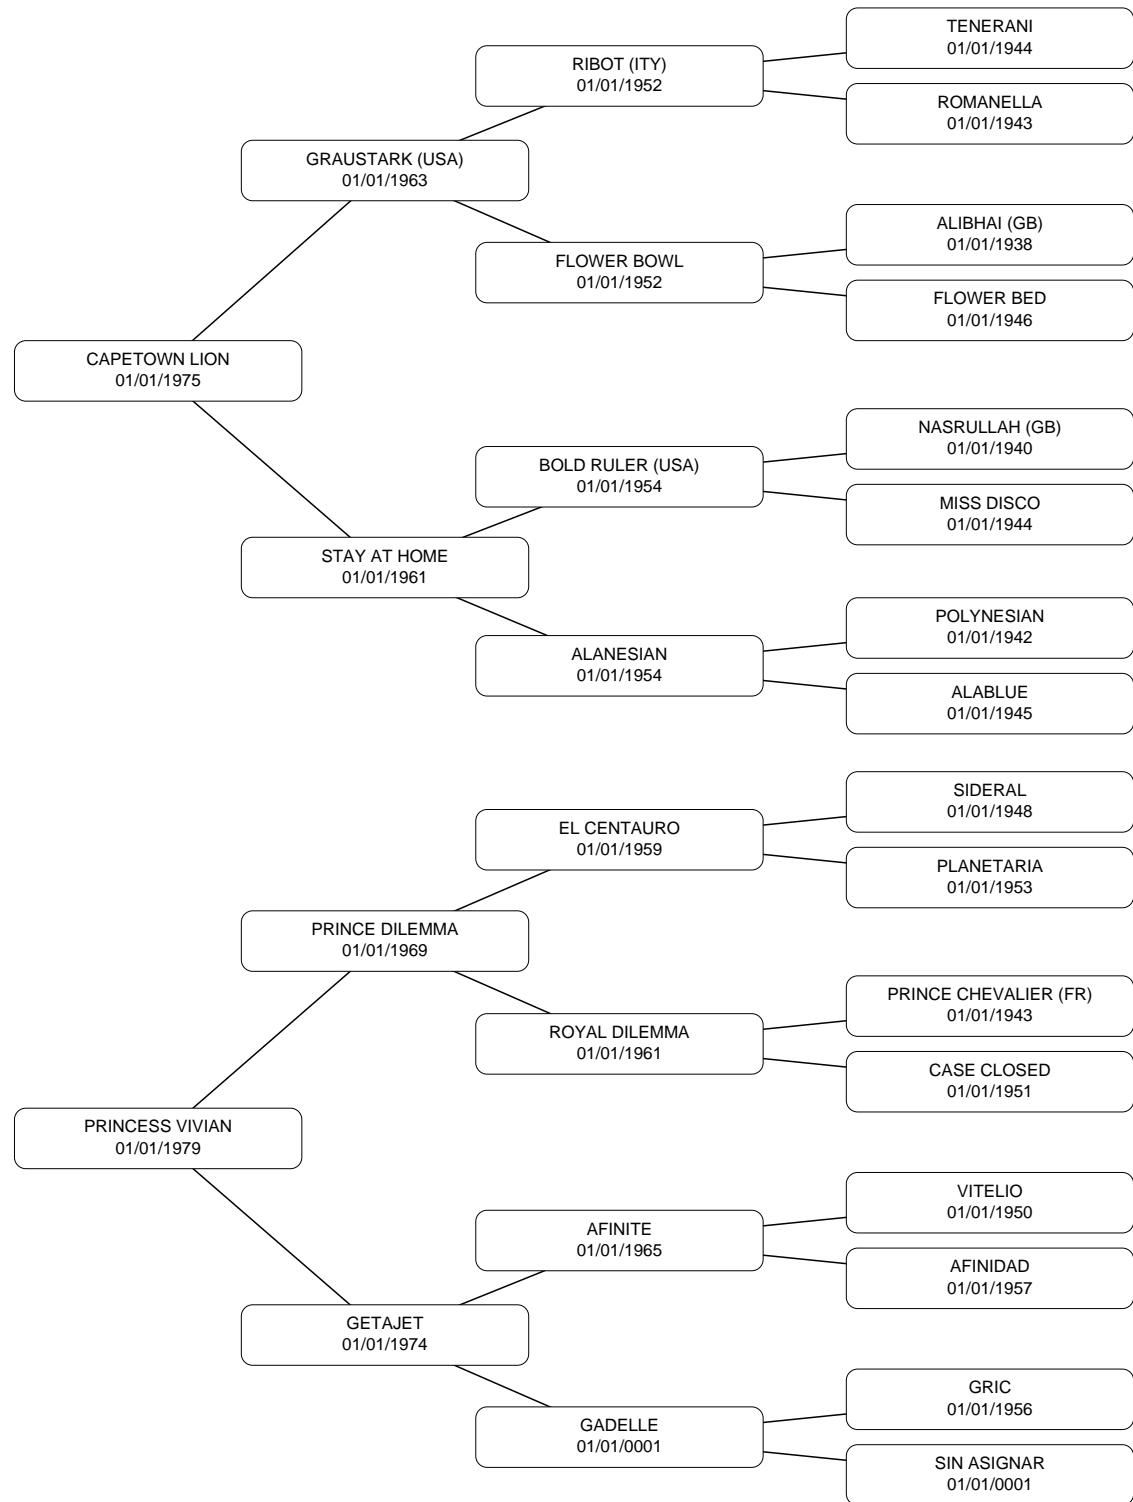 TENERANI
01/01/1944
RIBOT (ITY)
01/01/1952
ROMANELLA
01/01/1943
GRAUSTARK (USA)
01/01/1963
ALIBHAI (GB)
01/01/1938
FLOWER BOWL
01/01/1952
FLOWER BED
01/01/1946
CAPETOWN LION
01/01/1975
NASRULLAH (GB)
01/01/1940
BOLD RULER (USA)
01/01/1954
MISS DISCO
01/01/1944
STAY AT HOME
01/01/1961
POLYNESIAN
01/01/1942
ALANESIAN
01/01/1954
ALABLUE
01/01/1945
SIDERAL
01/01/1948
EL CENTAURO
01/01/1959
PLANETARIA
01/01/1953
PRINCE DILEMMA
01/01/1969
PRINCE CHEVALIER (FR)
01/01/1943
ROYAL DILEMMA
01/01/1961
CASE CLOSED
01/01/1951
PRINCESS VIVIAN
01/01/1979
VITELIO
01/01/1950
AFINITE
01/01/1965
AFINIDAD
01/01/1957
GETAJET
01/01/1974
GRIC
01/01/1956
GADELLE
01/01/0001
SIN ASIGNAR
01/01/0001